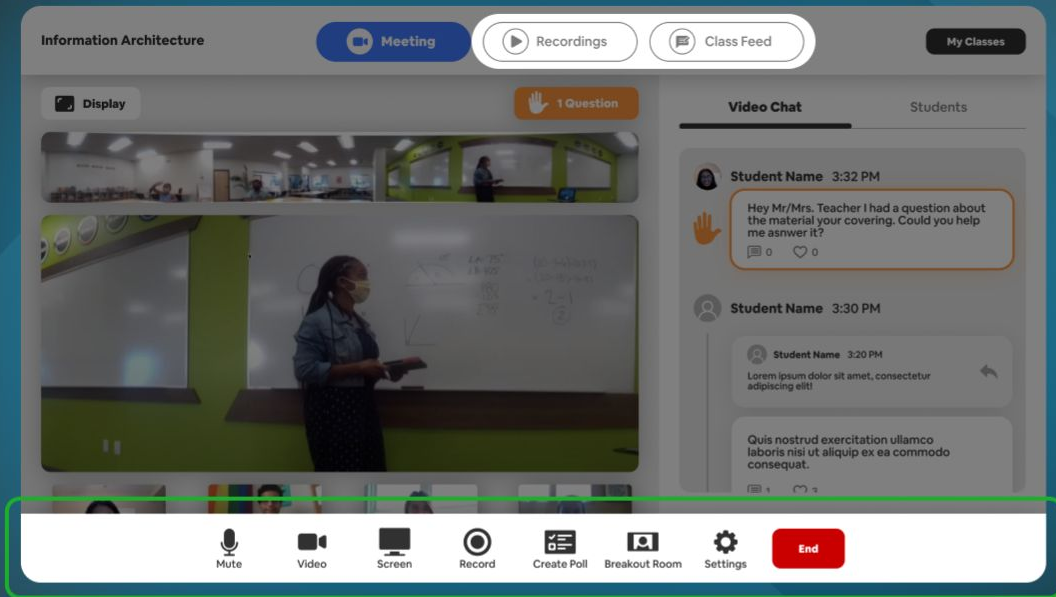 Information Architecture
Meeting
Recordings
Class Feed
My Classes
Display
1 Question
Video Chat
Students
Student Name 3:32 PM
Hey Mr/Mrs. Teacher I had a question about
the material your covering. Could you help
me asnwer it?
0 0
Student Name 3:30 PM
Student Name 3:20 PM
Lorem ipsum dolor sit amet, consectetur
adipiscing elit!
Quis nostrud exercitation ullamco
laboris nisi ut aliquip ex ea commodo
consequat.
1 3
Mute
Video
Screen
Record
Create Poll
Breakout Room
Settings
End